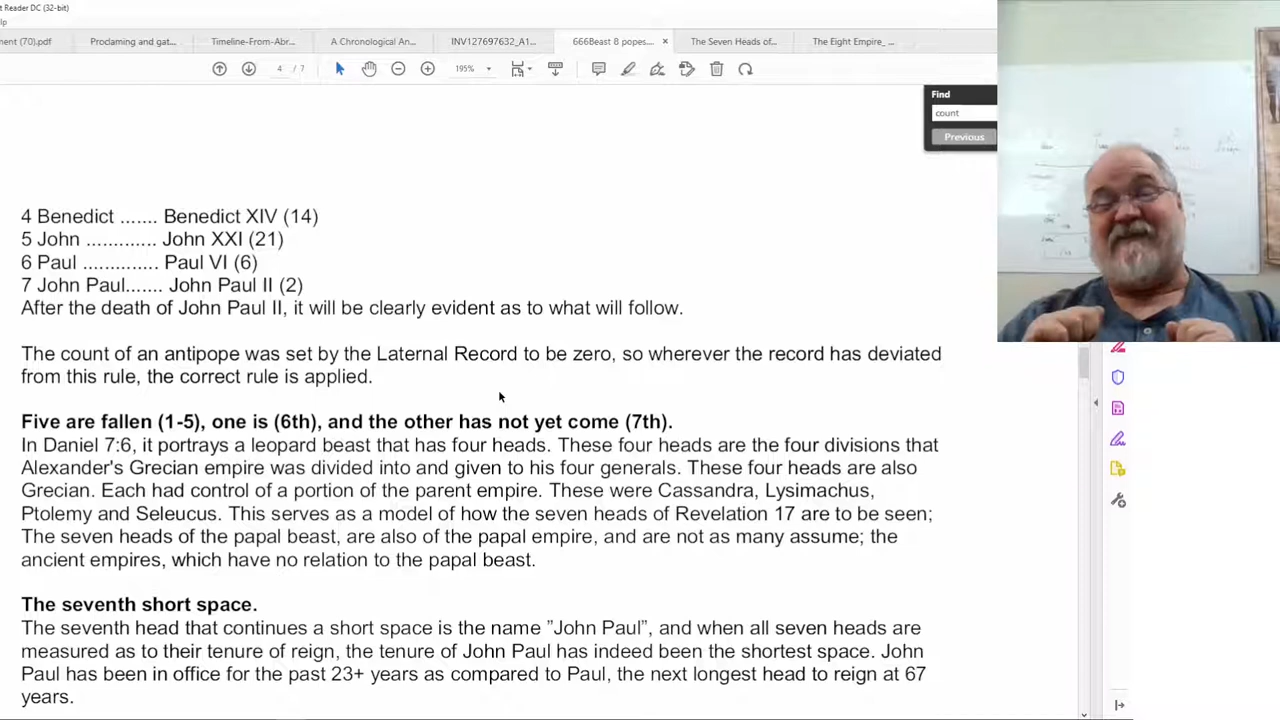 t Reader DC (32-bit)
lp
ment (70).pdf
Proclaming and gat...
Timeline-From-Abr...
A Chronological An...
INV127697632_A1...
666Beast 8 popes.... ×
The Seven Heads of...
The Eight Empire_ ...
4 / 7
195%
Find
count
Previous
4 Benedict ....... Benedict XIV (14)
5 John ............. John XXI (21)
6 Paul .............. Paul VI (6)
7 John Paul....... John Paul II (2)
After the death of John Paul II, it will be clearly evident as to what will follow.
The count of an antipope was set by the Laternal Record to be zero, so wherever the record has deviated
from this rule, the correct rule is applied.
Five are fallen (1-5), one is (6th), and the other has not yet come (7th).
In Daniel 7:6, it portrays a leopard beast that has four heads. These four heads are the four divisions that
Alexander's Grecian empire was divided into and given to his four generals. These four heads are also
Grecian. Each had control of a portion of the parent empire. These were Cassandra, Lysimachus,
Ptolemy and Seleucus. This serves as a model of how the seven heads of Revelation 17 are to be seen;
The seven heads of the papal beast, are also of the papal empire, and are not as many assume; the
ancient empires, which have no relation to the papal beast.
The seventh short space.
The seventh head that continues a short space is the name ”John Paul”, and when all seven heads are
measured as to their tenure of reign, the tenure of John Paul has indeed been the shortest space. John
Paul has been in office for the past 23+ years as compared to Paul, the next longest head to reign at 67
years.